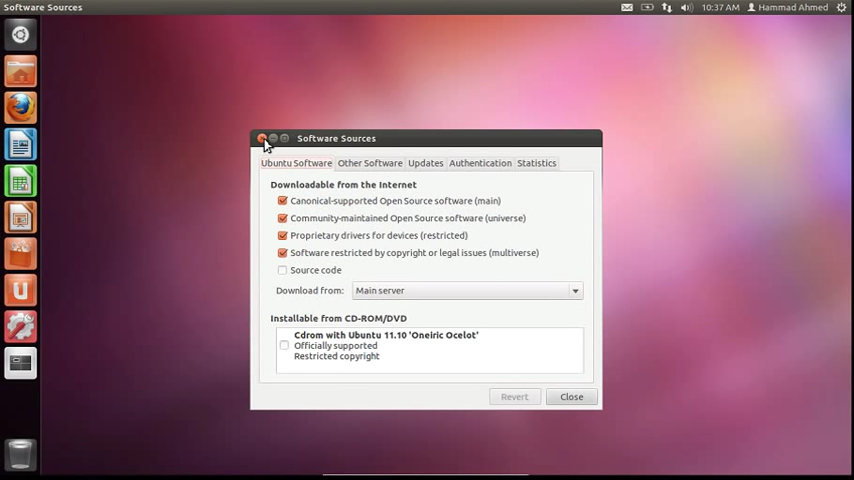 Software Sources
10:37 AM
Hammad Ahmed
Software Sources
Ubuntu Software
Other Software
Updates
Authentication
Statistics
Downloadable from the Internet
Canonical-supported Open Source software (main)
Community-maintained Open Source software (universe)
Proprietary drivers for devices (restricted)
Software restricted by copyright or legal issues (multiverse)
Source code
Download from:
Main server
Installable from CD-ROM/DVD
Cdrom with Ubuntu 11.10 'Oneiric Ocelot'
Officially supported
Restricted copyright
Revert
Close